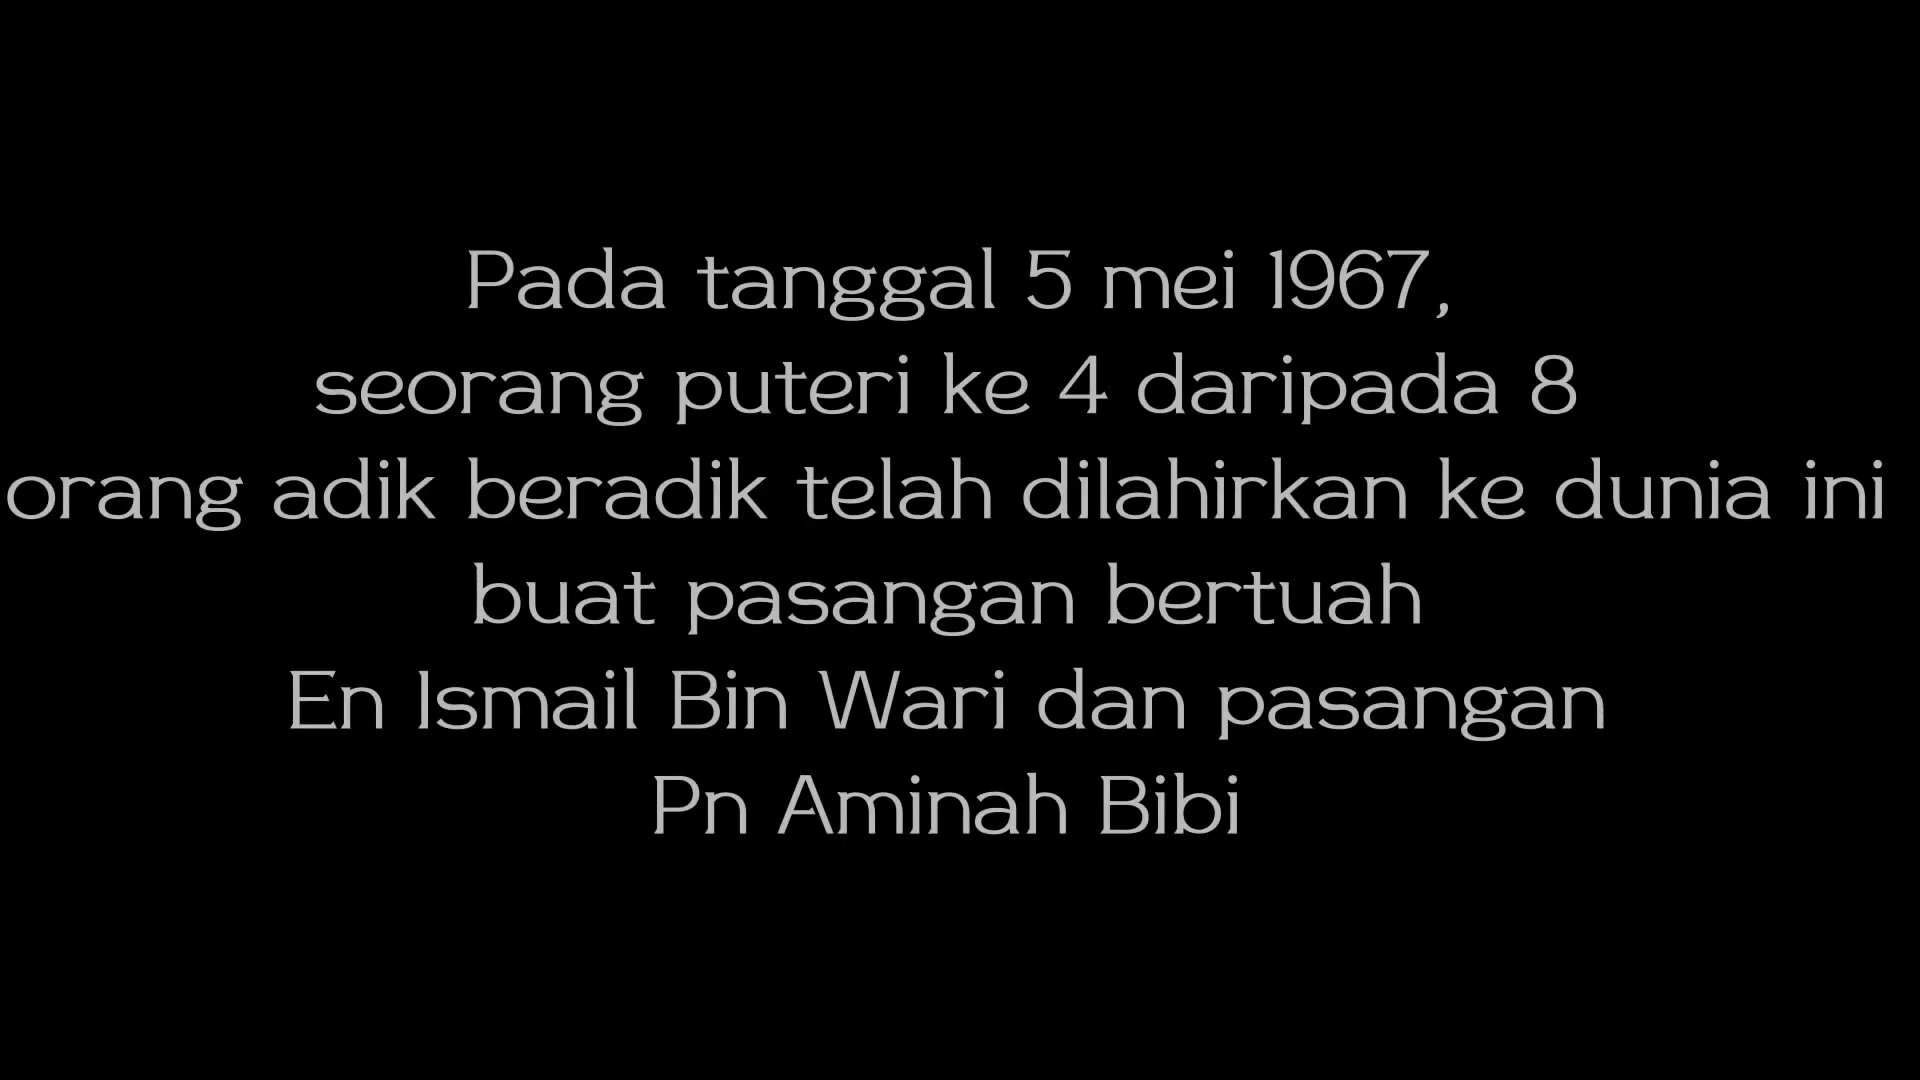 Pada tanggal 5 mei 1967,
seorang puteri ke 4 daripada 8
orang adik beradik telah dilahirkan ke dunia ini
buat pasangan bertuah
En Ismail Bin Wari dan pasangan
Pn Aminah Bibi